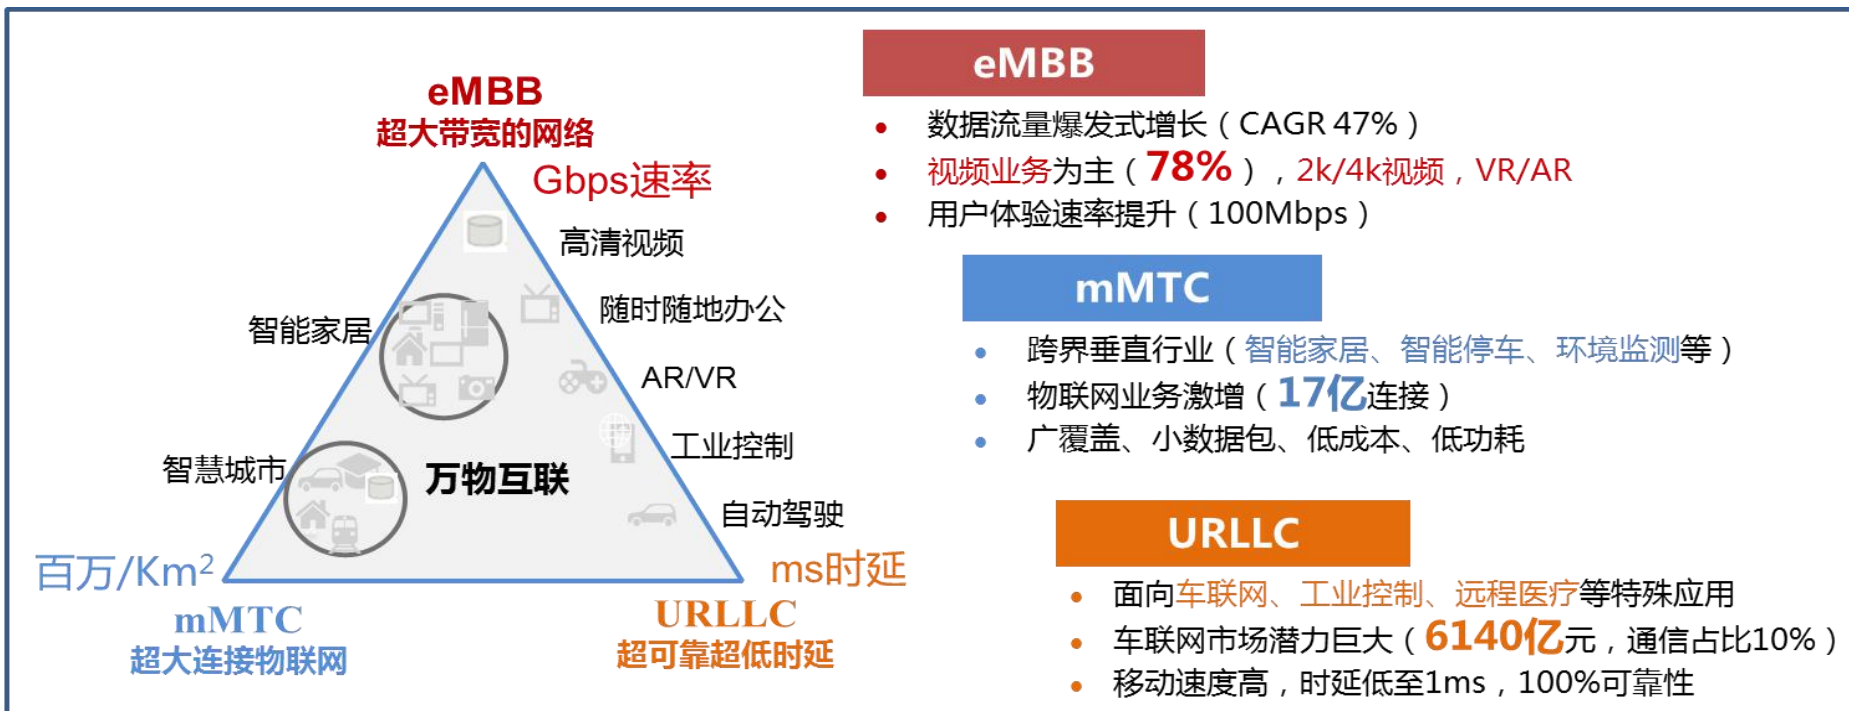 eMBB
超大带宽的网络
Gbps速率
高清视频
随时随地办公
智能家居
AR/VR
工业控制
智慧城市
万物互联
自动驾驶
百万/Km²
ms时延
mMTC
超大连接物联网
URLLC
超可靠超低时延
eMBB
• 数据流量爆发式增长（CAGR 47%）
• 视频业务为主（78%），2k/4k视频，VR/AR
• 用户体验速率提升（100Mbps）
mMTC
• 跨界垂直行业（智能家居、智能停车、环境监测等）
• 物联网业务激增（17亿连接）
• 广覆盖、小数据包、低成本、低功耗
URLLC
• 面向车联网、工业控制、远程医疗等特殊应用
• 车联网市场潜力巨大（6140亿元，通信占比10%）
• 移动速度高，时延低至1ms，100%可靠性